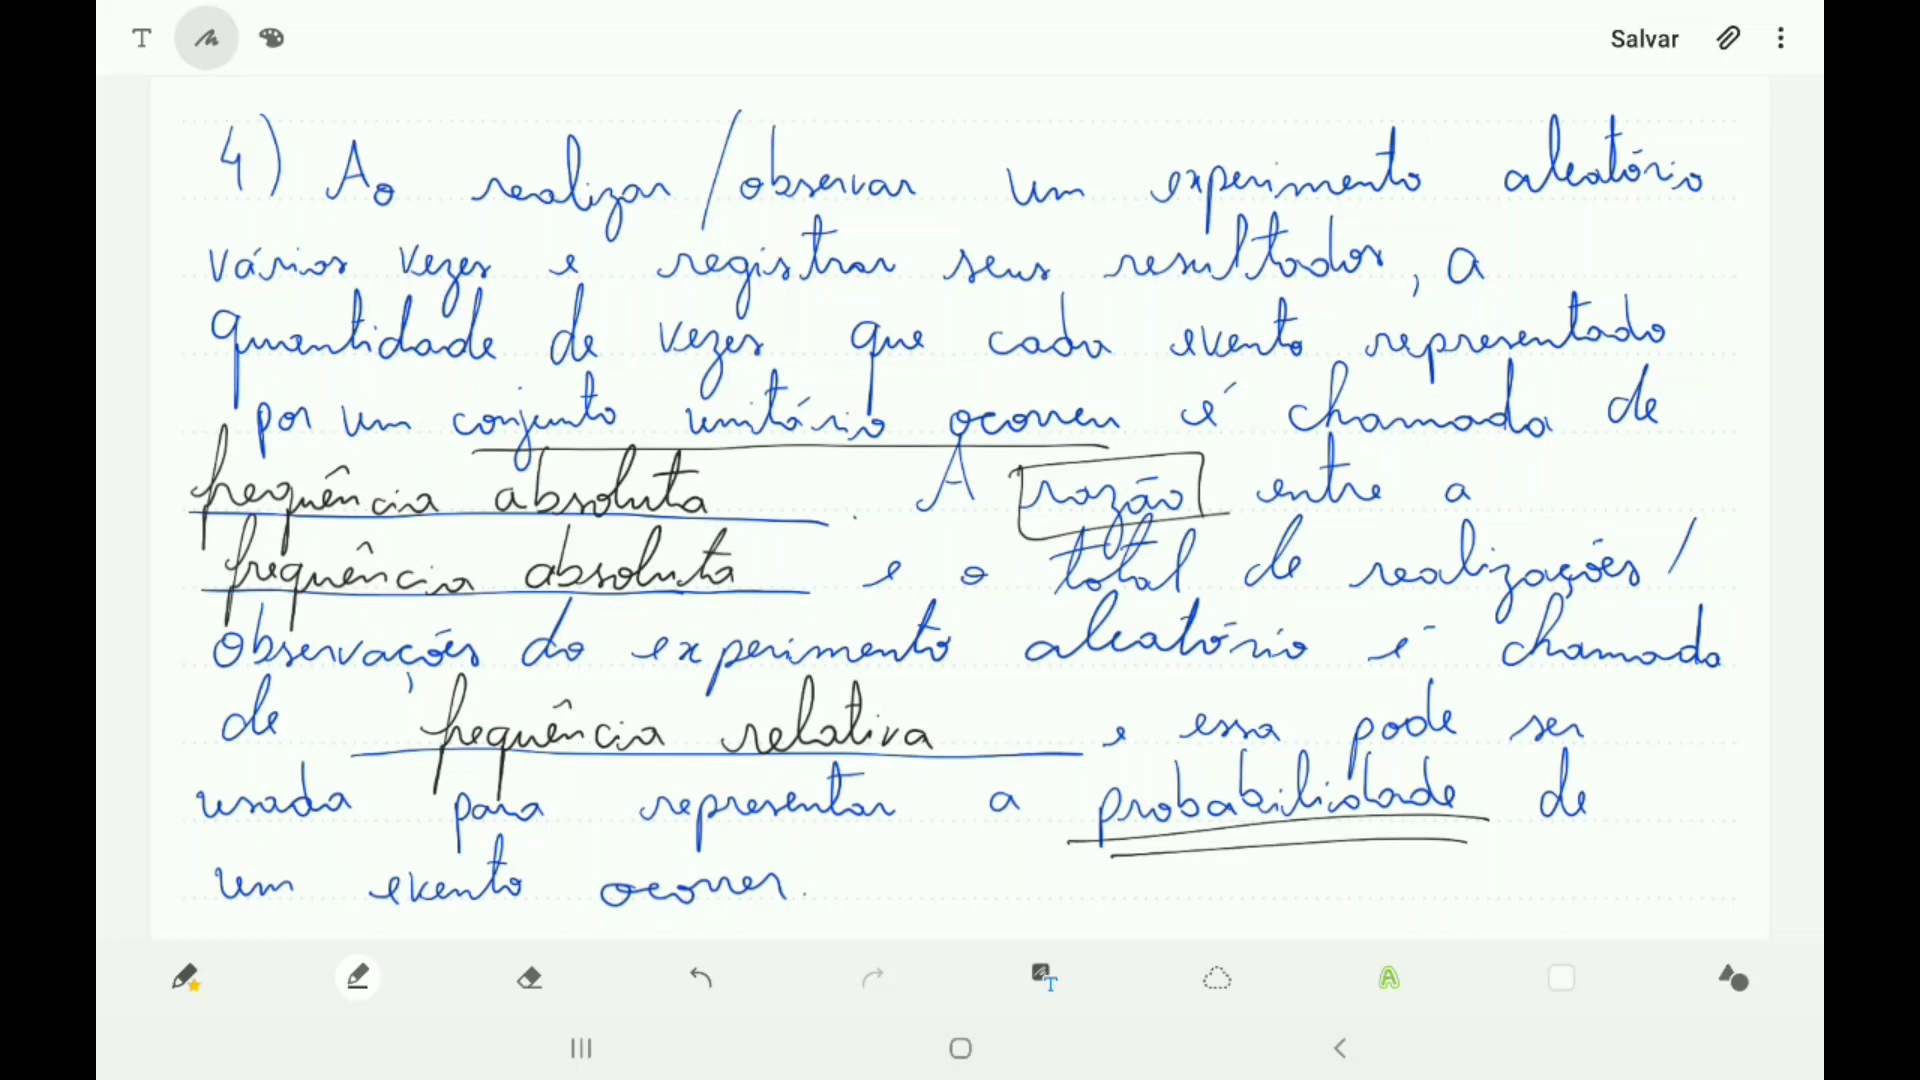 T
Salvar
4) Ao realizar/observar um experimento aleatório
várias vezes e registrar seus resultados, a
quantidade de vezes que cada evento representado
por um conjunto unitário ocorreu é chamada de
frequência absoluta. A razão entre a
frequência absoluta e o total de realizações/
observações do experimento aleatório é chamada
de frequência relativa e essa pode ser
usada para representar a probabilidade de
um evento ocorrer.
T
A